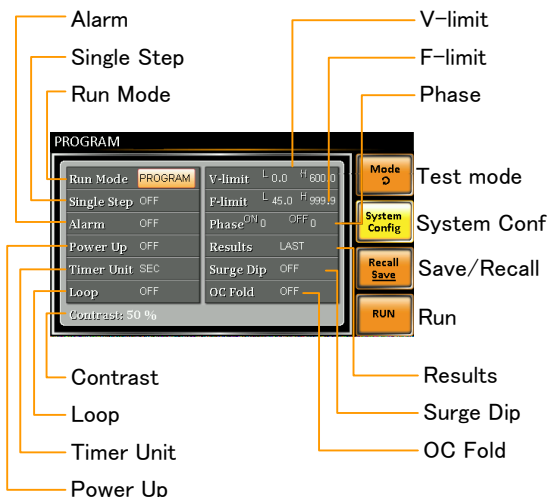 Alarm
V-limit
Single Step
F-limit
Run Mode
Phase
PROGRAM
Run Mode PROGRAM V-limit L 0.0 H 600.0 Mode Test mode
Single Step OFF F-limit L 45.0 H 999.9
Alarm OFF Phase ON 0 OFF 0 System Config System Conf
Power Up OFF Results LAST
Timer Unit SEC Surge Dip OFF Recall Save Save/Recall
Loop OFF OC Fold OFF
Contrast: 50 % RUN Run
Contrast
Results
Loop
Surge Dip
Timer Unit
OC Fold
Power Up